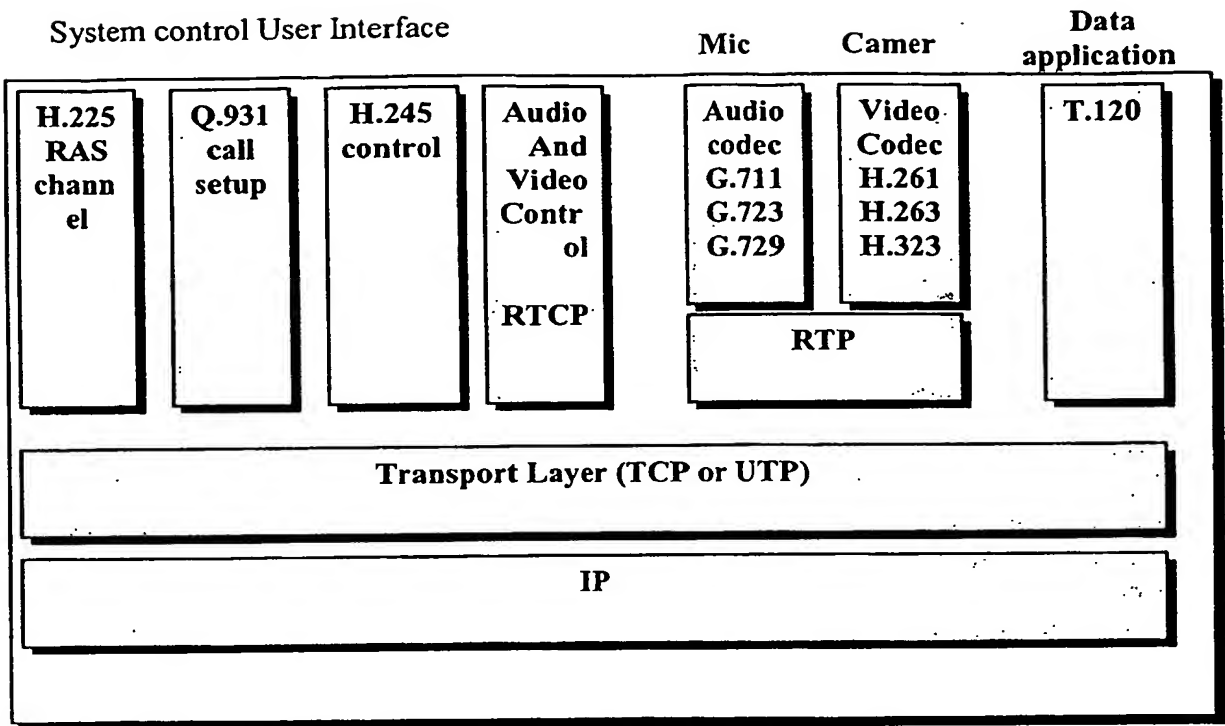 System control User Interface
Mic
Camer
Data
application
H.225
RAS
chann
el
Q.931
call
setup
H.245
control
Audio
And
Video
Contr
ol
RTCP
Audio
codec
G.711
G.723
G.729
Video
Codec
H.261
H.263
H.323
RTP
T.120
Transport Layer (TCP or UTP)
IP